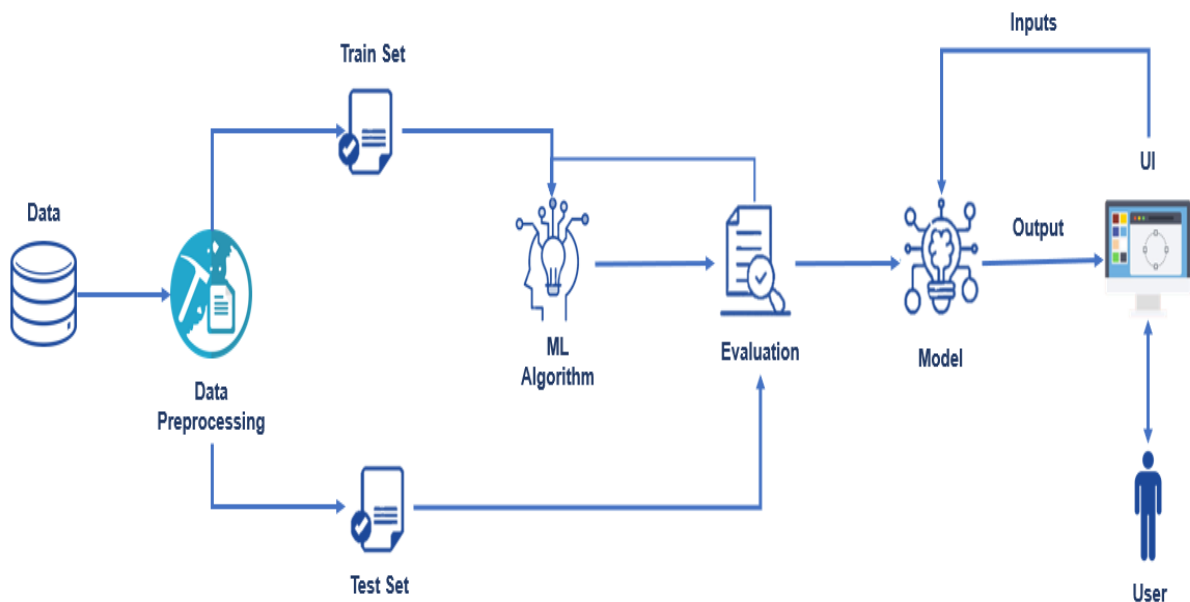 Inputs
Train Set
UI
Data
Output
ML
Algorithm
Evaluation
Model
Data
Preprocessing
Test Set
User